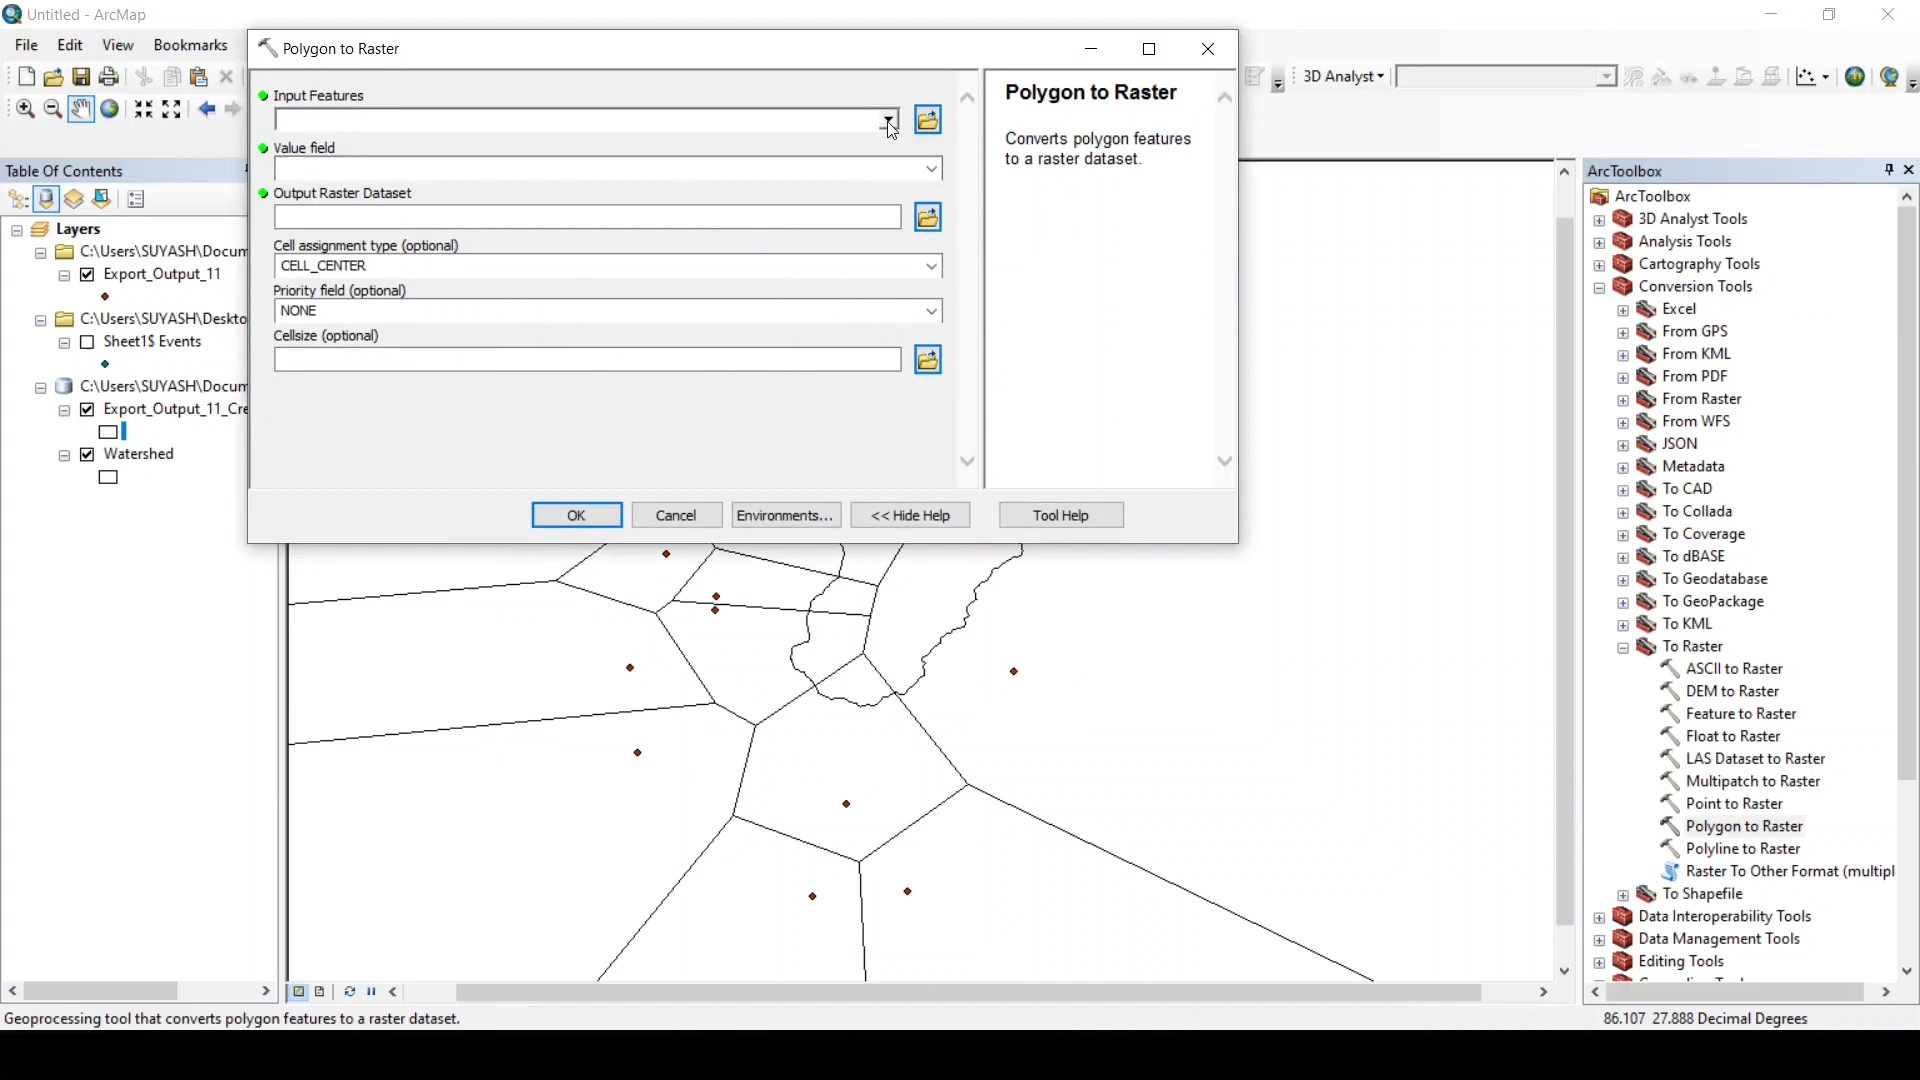 Untitled - ArcMap
File Edit View Bookmarks
3D Analyst
Polygon to Raster
Input Features
Value field
Output Raster Dataset
Cell assignment type (optional)
CELL_CENTER
Priority field (optional)
NONE
Cellsize (optional)
OK Cancel Environments... << Hide Help Tool Help
Polygon to Raster
Converts polygon features
to a raster dataset.
Table Of Contents
Layers
C:\Users\SUYASH\Docum
Export_Output_11
C:\Users\SUYASH\Deskto
Sheet1$ Events
C:\Users\SUYASH\Docum
Export_Output_11_Cre
Watershed
ArcToolbox
ArcToolbox
3D Analyst Tools
Analysis Tools
Cartography Tools
Conversion Tools
Excel
From GPS
From KML
From PDF
From Raster
From WFS
JSON
Metadata
To CAD
To Collada
To Coverage
To dBASE
To Geodatabase
To GeoPackage
To KML
To Raster
ASCII to Raster
DEM to Raster
Feature to Raster
Float to Raster
LAS Dataset to Raster
Multipatch to Raster
Point to Raster
Polygon to Raster
Polyline to Raster
Raster To Other Format (multipl
To Shapefile
Data Interoperability Tools
Data Management Tools
Editing Tools
Geoprocessing tool that converts polygon features to a raster dataset.
86.107 27.888 Decimal Degrees